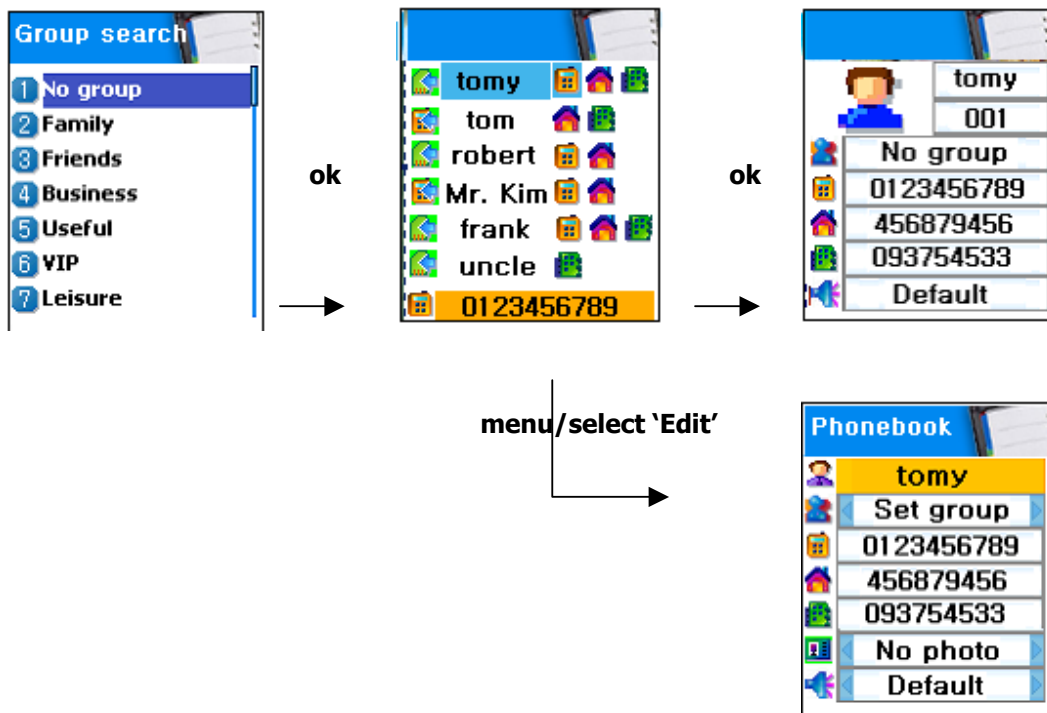 Group search
1 No group
2 Family
3 Friends
4 Business
5 Useful
6 VIP
7 Leisure
ok
tomy
tom
robert
Mr. Kim
frank
uncle
0123456789
ok
tomy
001
No group
0123456789
456879456
093754533
Default
menu/select ‘Edit’
Phonebook
tomy
Set group
0123456789
456879456
093754533
No photo
Default